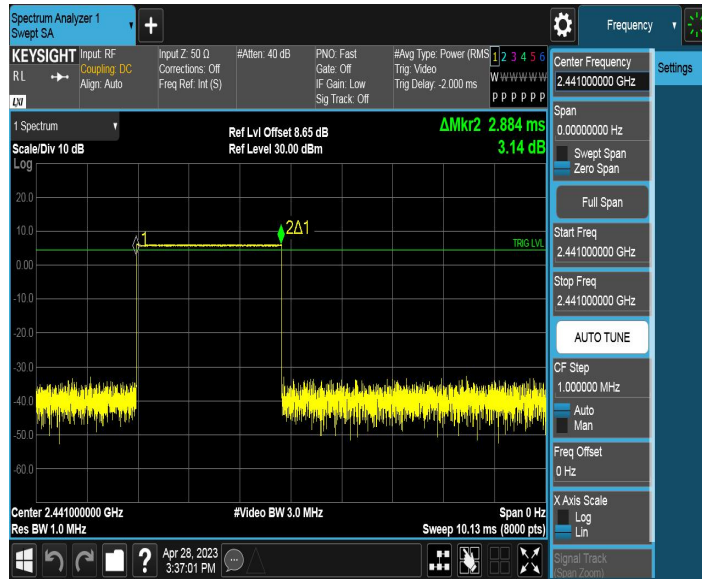 Spectrum Analyzer 1
Swept SA
+
Frequency
KEYSIGHT
RL
LXI
Input: RF
Coupling: DC
Align: Auto
Input Z: 50 Ω
Corrections: Off
Freq Ref: Int (S)
#Atten: 40 dB
PNO: Fast
Gate: Off
IF Gain: Low
Sig Track: Off
#Avg Type: Power (RMS
Trig: Video
Trig Delay: -2.000 ms
1 2 3 4 5 6
W W W W W W
P P P P P P
1 Spectrum
Scale/Div 10 dB
Log
Ref Lvl Offset 8.65 dB
Ref Level 30.00 dBm
ΔMkr2 2.884 ms
3.14 dB
20.0
10.0
0.00
-10.0
-20.0
-30.0
-40.0
-50.0
-60.0
1
2Δ1
TRIG LVL
Center 2.441000000 GHz
Res BW 1.0 MHz
#Video BW 3.0 MHz
Span 0 Hz
Sweep 10.13 ms (8000 pts)
?
Apr 28, 2023
3:37:01 PM
Center Frequency
2.441000000 GHz
Settings
Span
0.00000000 Hz
Swept Span
Zero Span
Full Span
Start Freq
2.441000000 GHz
Stop Freq
2.441000000 GHz
AUTO TUNE
CF Step
1.000000 MHz
Auto
Man
Freq Offset
0 Hz
X Axis Scale
Log
Lin
Signal Track
(Span Zoom)